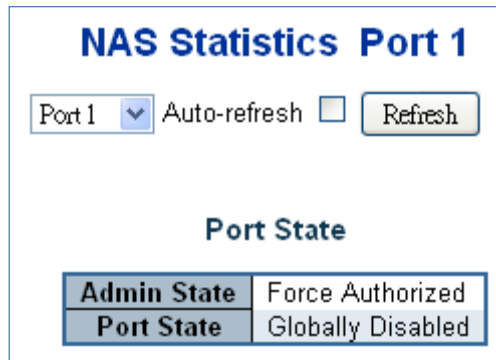 NAS Statistics Port 1
Port 1 Auto-refresh Refresh
Port State
Admin State Force Authorized
Port State Globally Disabled